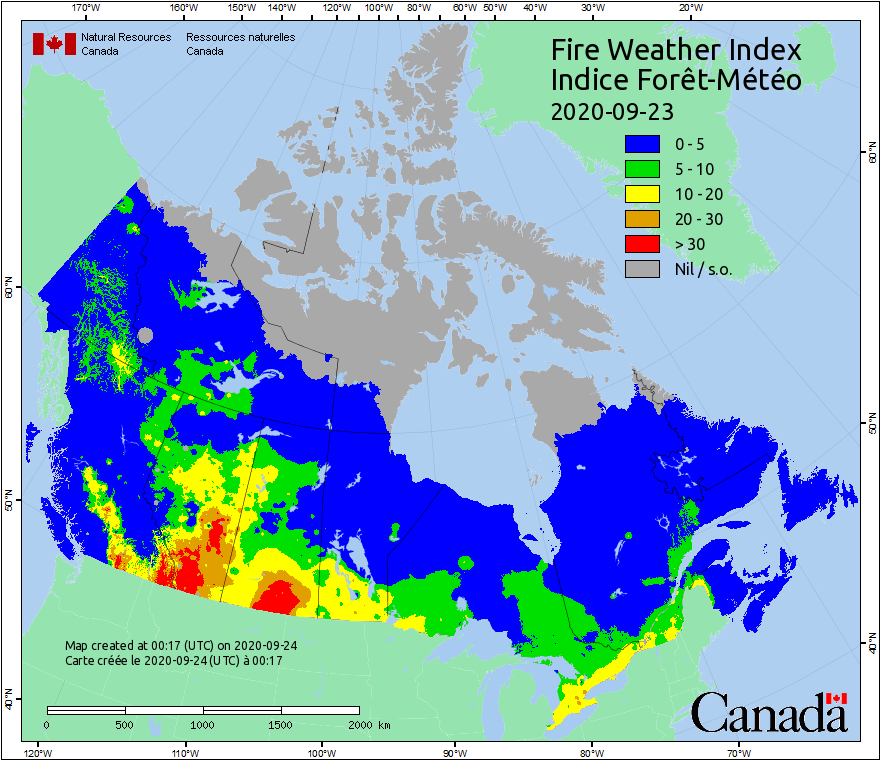 170°W 160°W 150°W 140°W 120°W 100°W 80°W 60°W 50°W 40°W 30°W 20°W
Natural Resources Ressources naturelles
Canada Canada
Fire Weather Index
Indice Forêt-Météo
2020-09-23
0 - 5
5 - 10
10 - 20
20 - 30
> 30
Nil / s.o.
60°N
60°N
50°N
50°N
40°N
40°N
Map created at 00:17 (UTC) on 2020-09-24
Carte créée le 2020-09-24 (UTC) à 00:17
0 500 1000 1500 2000 km
Canada
120°W 110°W 100°W 90°W 80°W 70°W